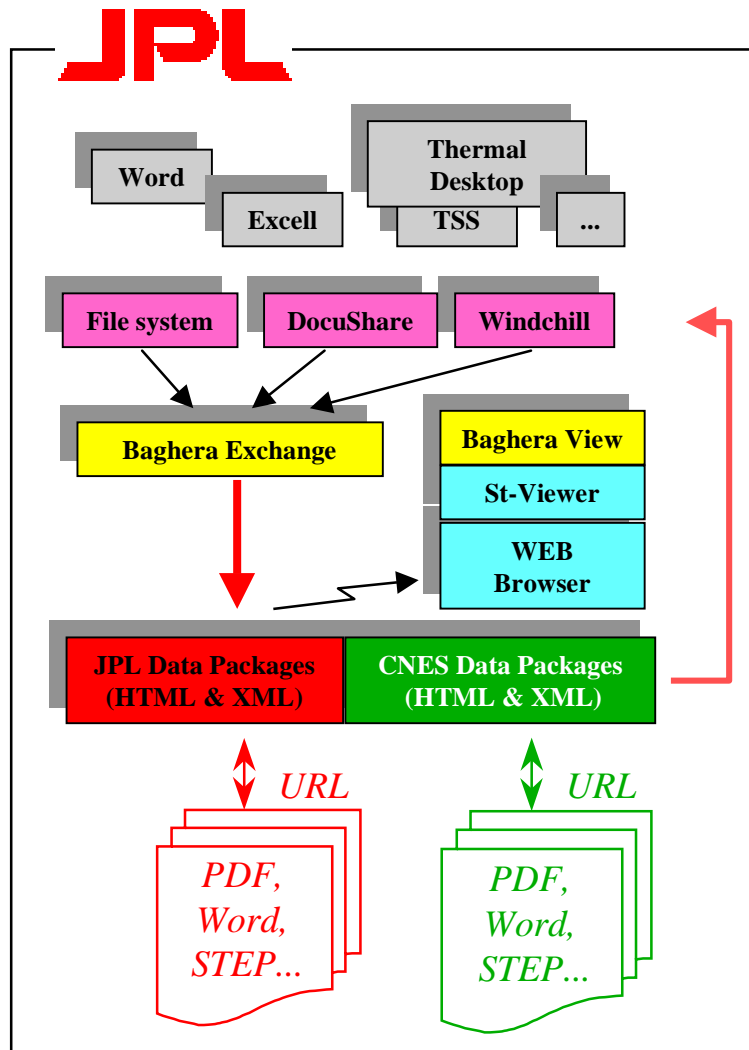 JPL
Word
Excell
Thermal
Desktop
TSS
...
File system
DocuShare
Windchill
Baghera Exchange
Baghera View
St-Viewer
WEB
Browser
JPL Data Packages
(HTML & XML)
CNES Data Packages
(HTML & XML)
URL
URL
PDF,
Word,
STEP...
PDF,
Word,
STEP...